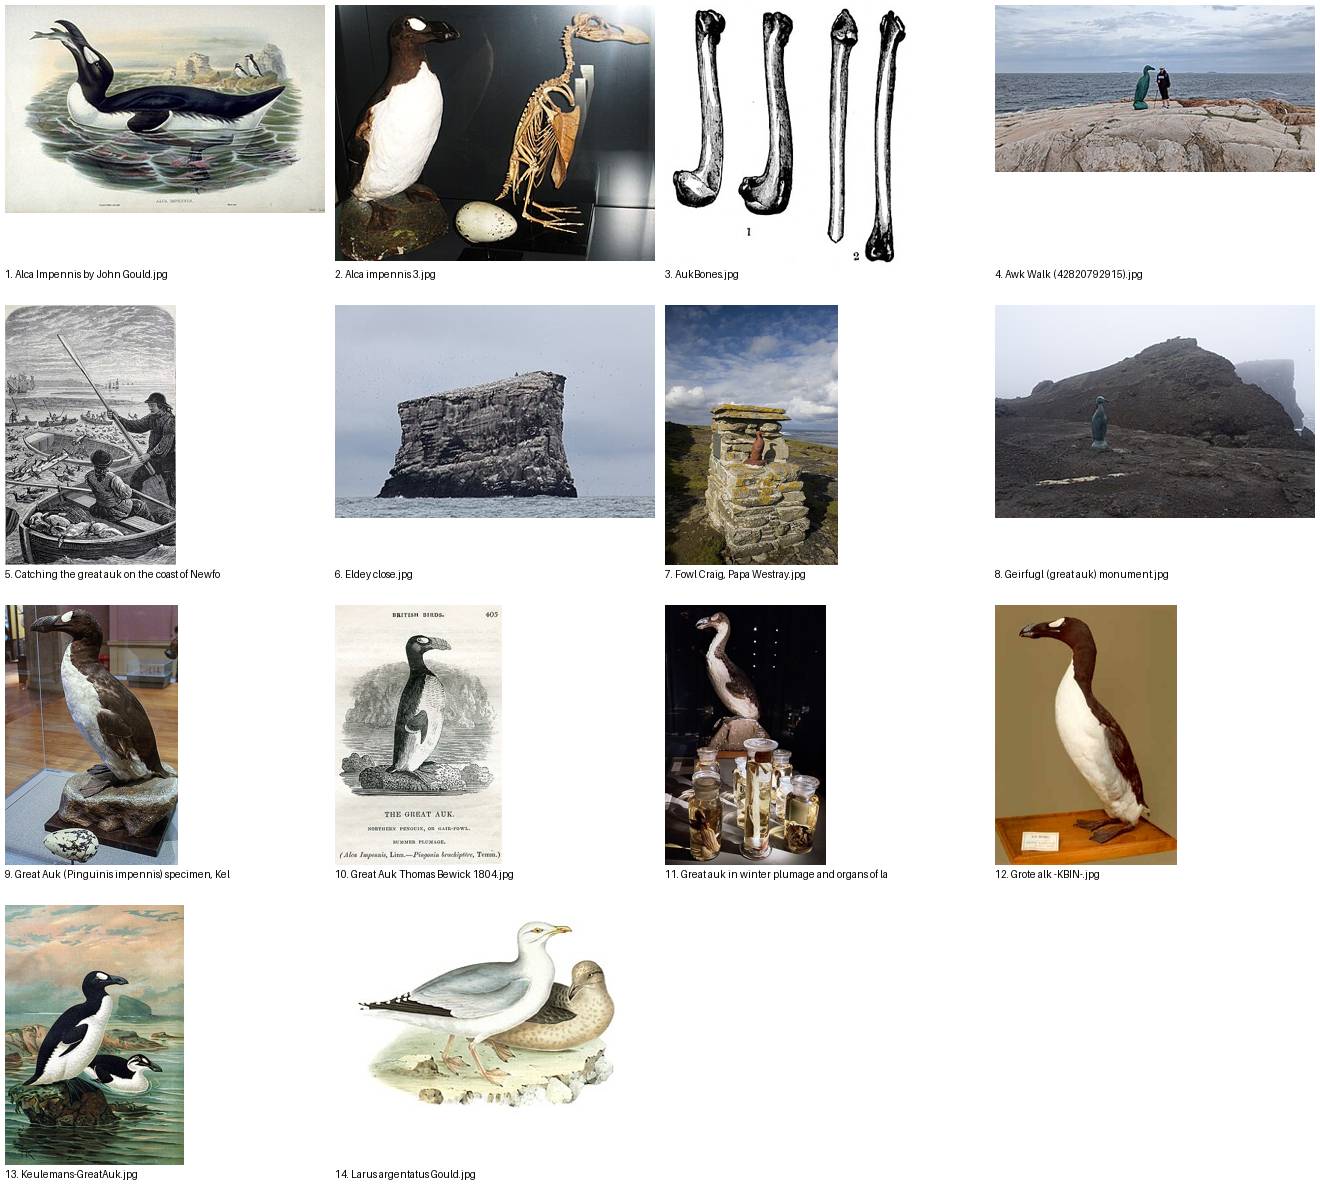 ALCA IMPENNIS.
1. Alca Impennis by John Gould.jpg
2. Alca impennis 3.jpg
1
2
3. AukBones.jpg
4. Awk Walk (42820792915).jpg
5. Catching the great auk on the coast of Newfo
6. Eldey close.jpg
7. Fowl Craig, Papa Westray.jpg
8. Geirfugl (great auk) monument.jpg
9. Great Auk (Pinguinis impennis) specimen, Kel
BRITISH BIRDS. 405
THE GREAT AUK.
NORTHERN PENGUIN, OR GAIR-FOWL.
SUMMER PLUMAGE.
(Alca Impennis, Linn.—Pingouin brachiptère, Temm.)
10. Great Auk Thomas Bewick 1804.jpg
11. Great auk in winter plumage and organs of la
12. Grote alk -KBIN-.jpg
13. Keulemans-GreatAuk.jpg
14. Larus argentatus Gould.jpg